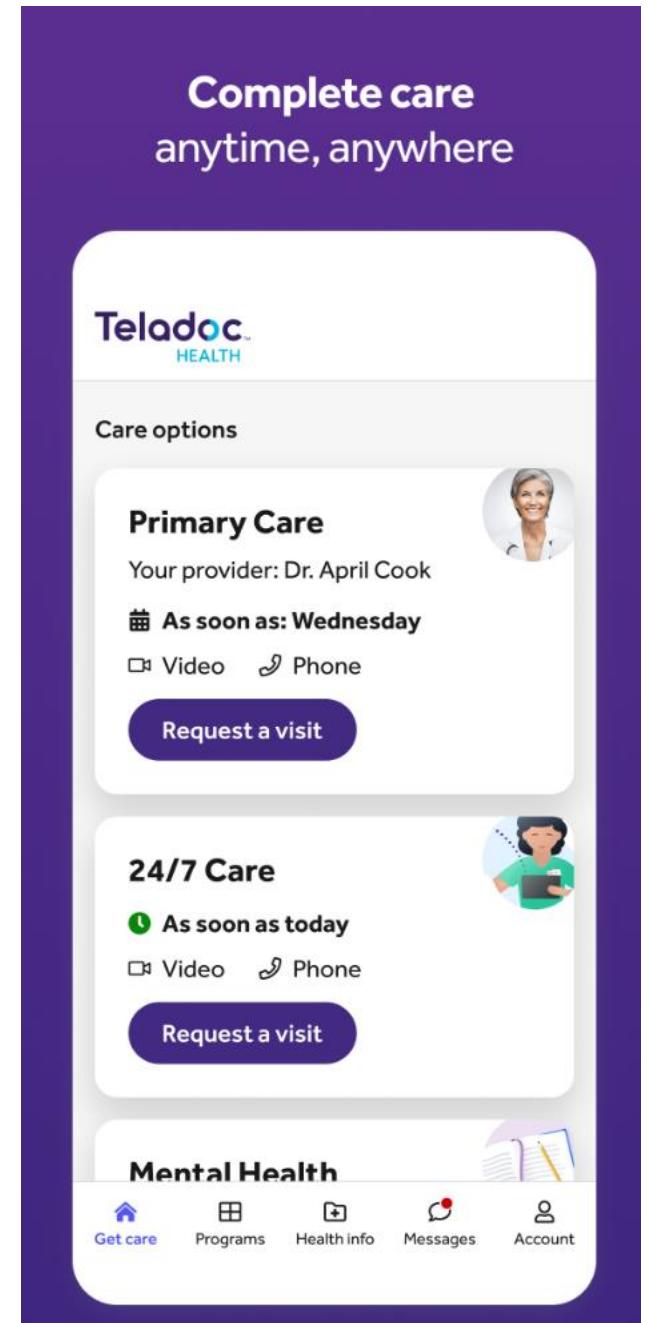 Complete care
anytime, anywhere
Teladoc™
HEALTH
Care options
Primary Care
Your provider: Dr. April Cook
As soon as: Wednesday
Video Phone
Request a visit
24/7 Care
As soon as today
Video Phone
Request a visit
Mental Health
Get care Programs Health info Messages Account